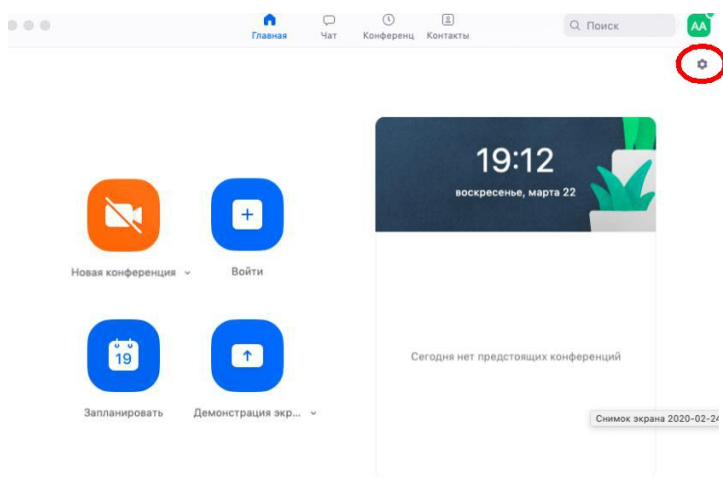 Главная
Чат
Конференц
Контакты
Поиск
AA
19:12
воскресенье, марта 22
Новая конференция
Войти
19
Запланировать
Демонстрация экр...
Сегодня нет предстоящих конференций
Снимок экрана 2020-02-24